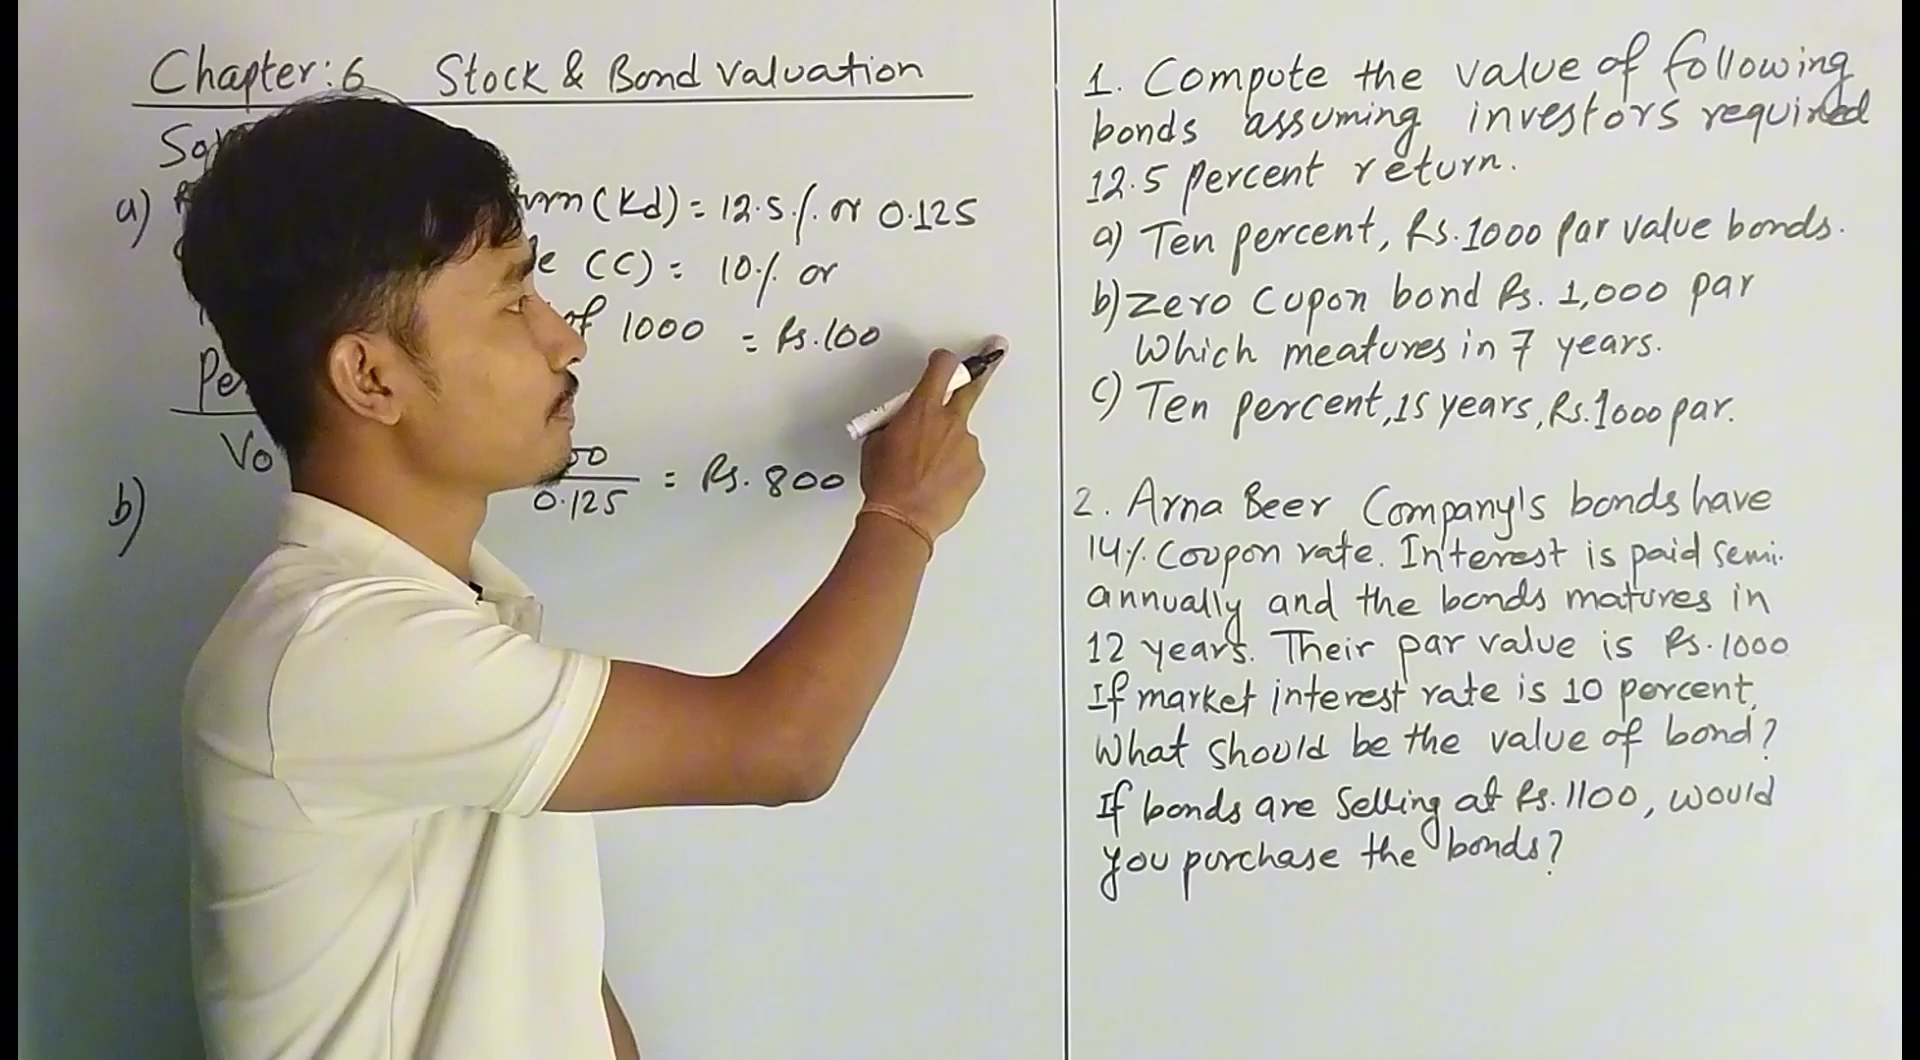 Chapter: 6 Stock & Bond valuation
a)
(Kd) = 12.5% or 0.125
(C) = 10% or
of 1000 = Rs.100
0.125 = Rs. 800
b)
1. Compute the value of following
bonds assuming investors required
12.5 percent return.
a) Ten percent, Rs.1000 Par value bonds.
b) Zero Cupon bond Rs. 1,000 par
Which meatures in 7 years.
c) Ten percent, 15 years, Rs.1000 par.
2. Arna Beer Company's bonds have
14% Coupon rate. Interest is paid semi.
annually and the bonds matures in
12 years. Their par value is Rs. 1000
If market interest rate is 10 percent,
What should be the value of bond?
If bonds are Selling at Rs. 1100, would
you purchase the bonds?